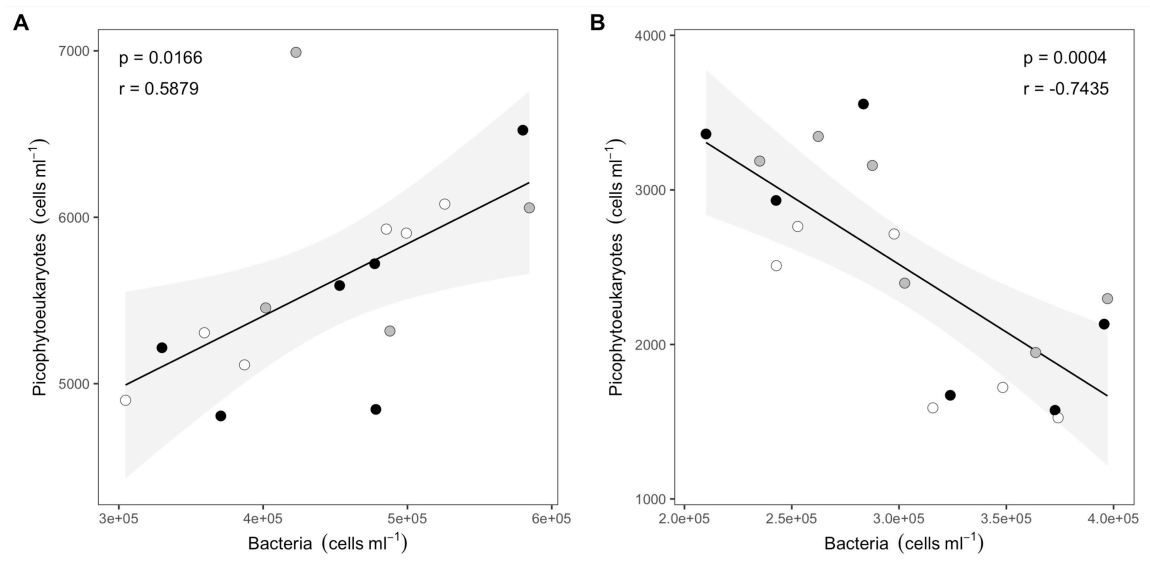 A
p = 0.0166
r = 0.5879
7000
6000
5000
Picophytoeukaryotes (cells ml⁻¹)
3e+05 4e+05 5e+05 6e+05
Bacteria (cells ml⁻¹)
B
p = 0.0004
r = -0.7435
4000
3000
2000
1000
Picophytoeukaryotes (cells ml⁻¹)
2.0e+05 2.5e+05 3.0e+05 3.5e+05 4.0e+05
Bacteria (cells ml⁻¹)